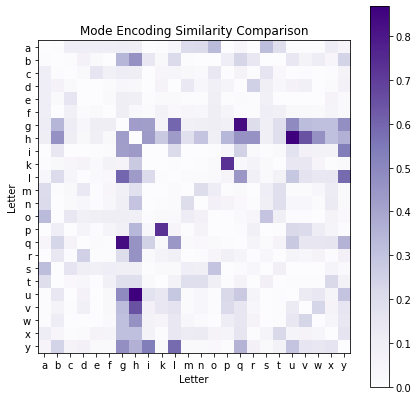 Mode Encoding Similarity Comparison
a
b
c
d
e
f
g
h
i
k
l
m
n
o
p
q
r
s
t
u
v
w
x
y
Letter
a b c d e f g h i k l m n o p q r s t u v w x y
Letter
0.8
0.7
0.6
0.5
0.4
0.3
0.2
0.1
0.0